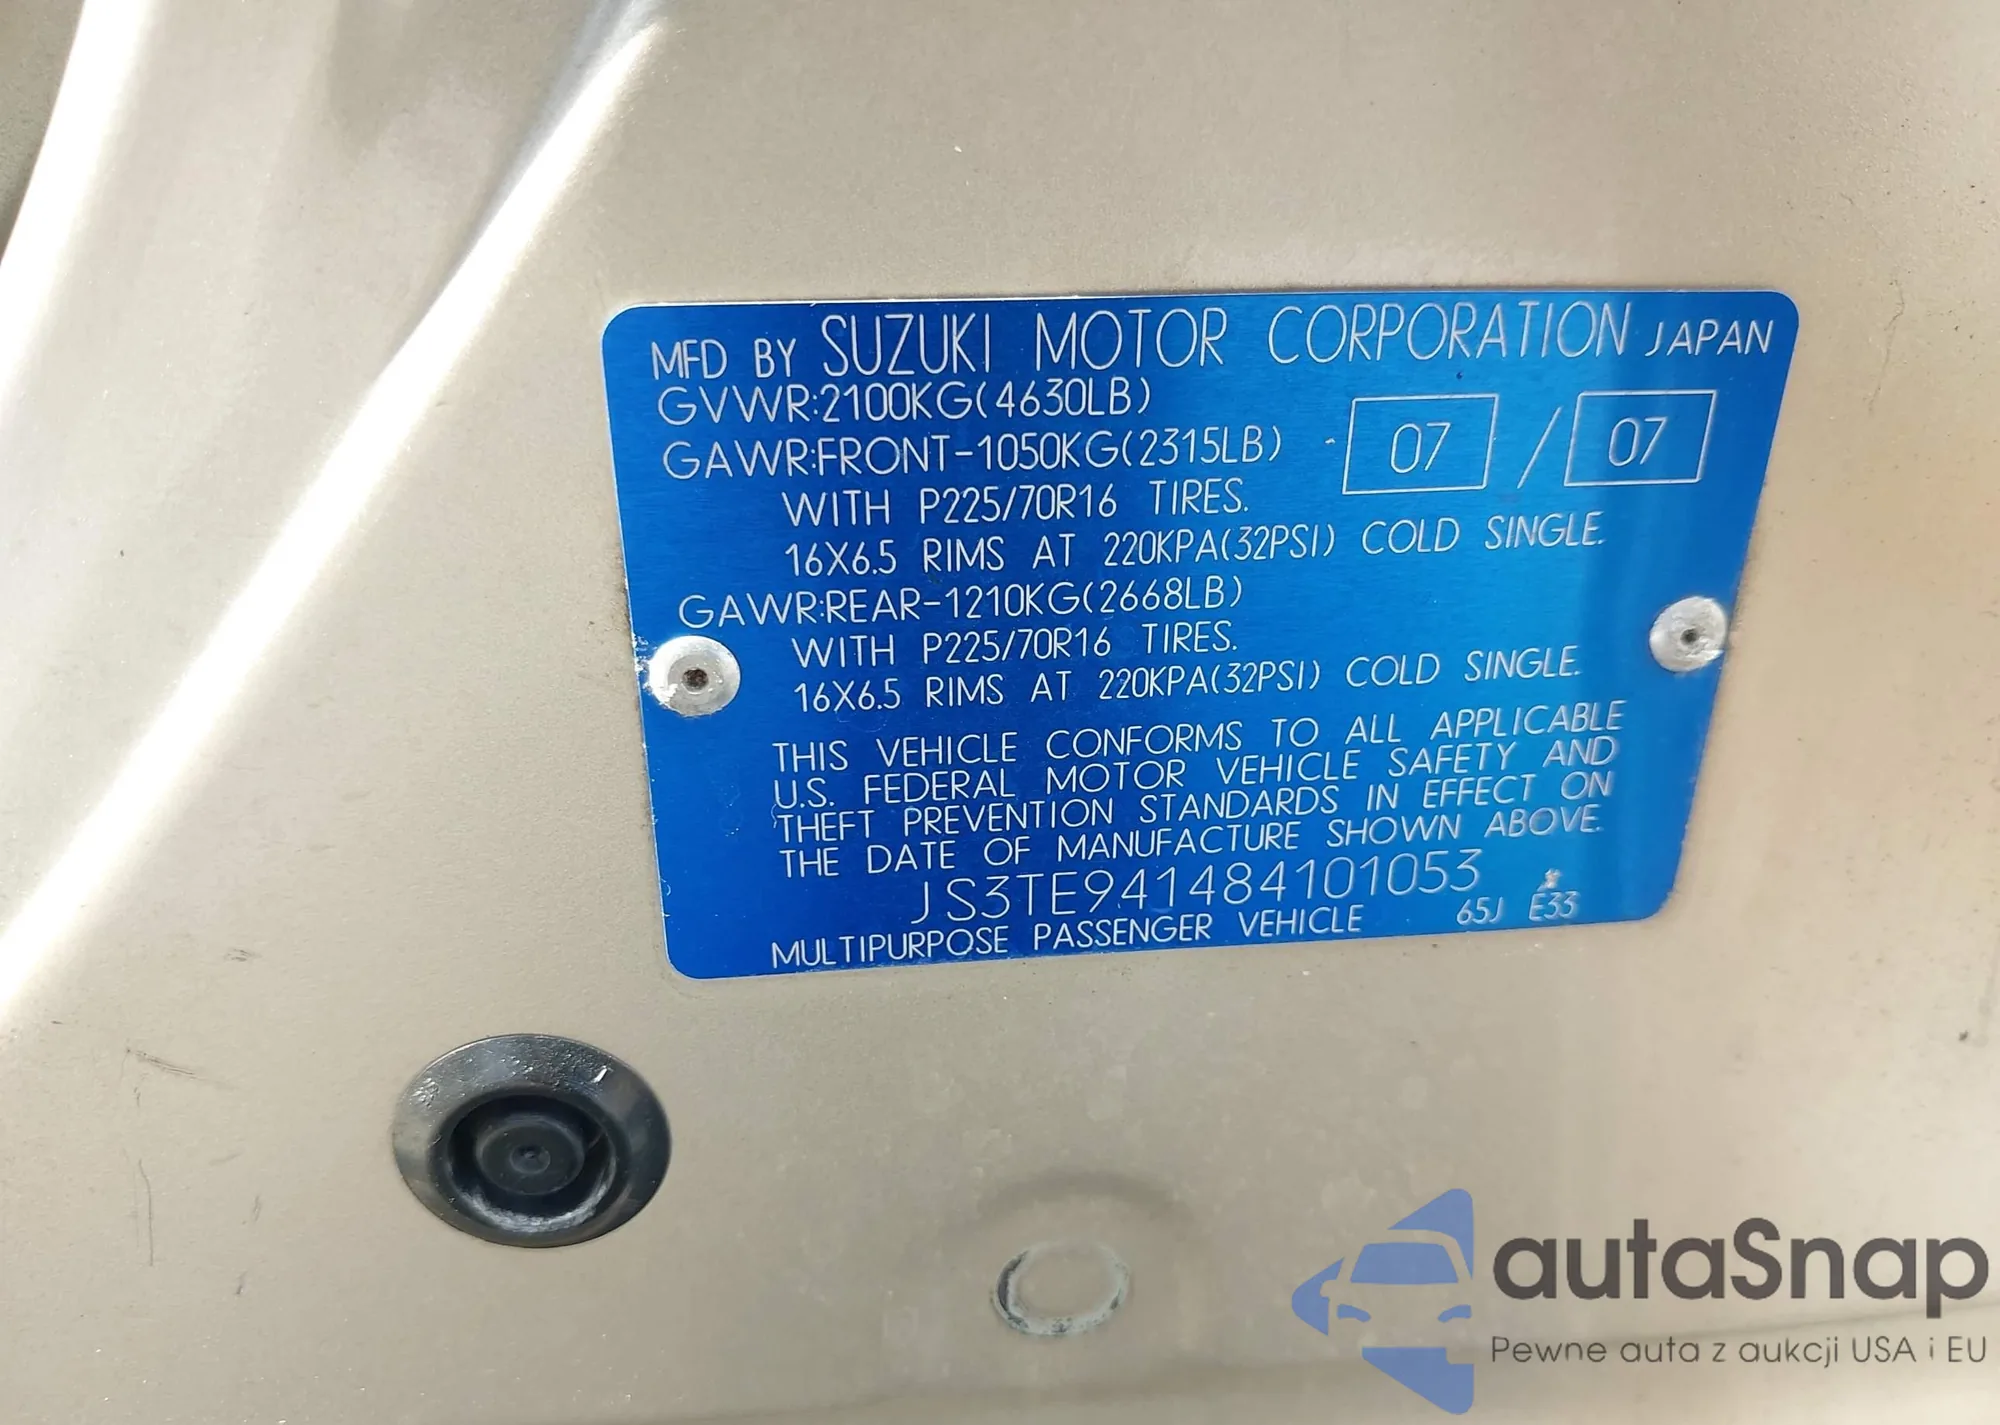 MFD BY SUZUKI MOTOR CORPORATION JAPAN
GVWR:2100KG(4630LB)
GAWR:FRONT-1050KG(2315LB) 07 / 07
WITH P225/70R16 TIRES.
16X6.5 RIMS AT 220KPA(32PSI) COLD SINGLE.
GAWR:REAR-1210KG(2668LB)
WITH P225/70R16 TIRES.
16X6.5 RIMS AT 220KPA(32PSI) COLD SINGLE.
THIS VEHICLE CONFORMS TO ALL APPLICABLE
U.S. FEDERAL MOTOR VEHICLE SAFETY AND
THEFT PREVENTION STANDARDS IN EFFECT ON
THE DATE OF MANUFACTURE SHOWN ABOVE.
JS3TE941484101053
MULTIPURPOSE PASSENGER VEHICLE 65J E33
autaSnap
Pewne auta z aukcji USA i EU